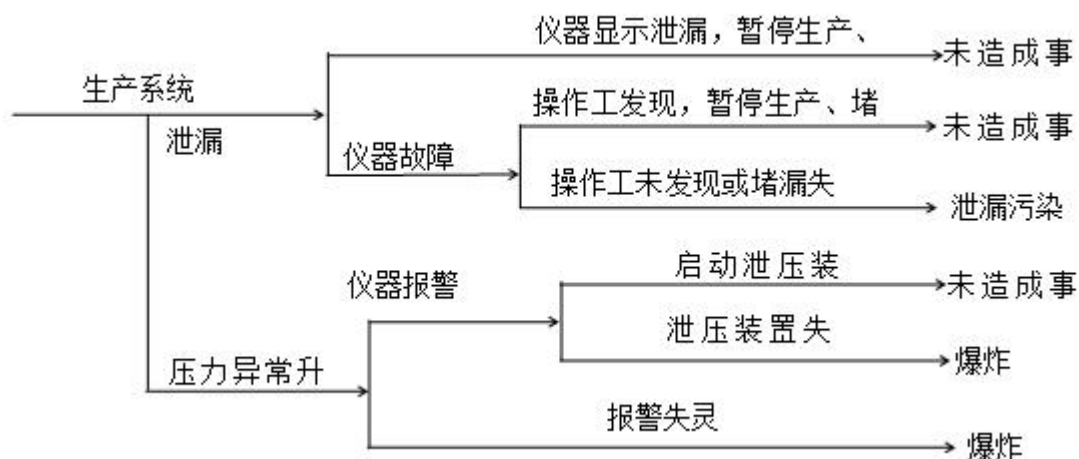 仪器显示泄漏，暂停生产、
未造成事
生产系统
泄漏
操作工发现，暂停生产、堵
未造成事
仪器故障
操作工未发现或堵漏失
泄漏污染
仪器报警
启动泄压装
未造成事
泄压装置失
爆炸
压力异常升
报警失灵
爆炸